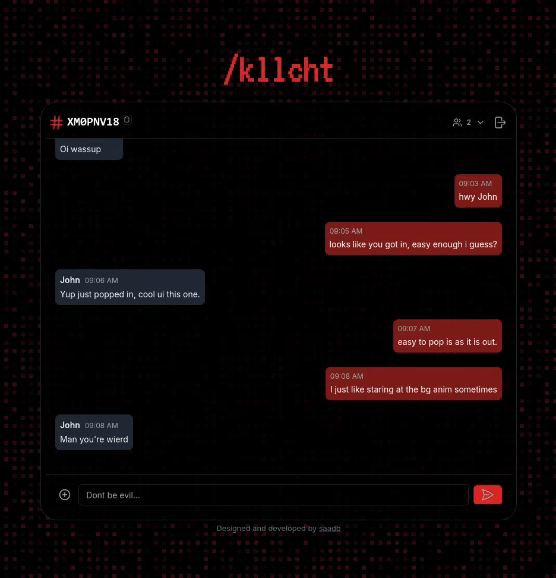 /kllcht
# XM0PNV18
2
Oi wassup
09:03 AM
hwy John
09:05 AM
looks like you got in, easy enough i guess?
John 09:06 AM
Yup just popped in, cool ui this one.
09:07 AM
easy to pop is as it is out.
09:08 AM
I just like staring at the bg anim sometimes
John 09:08 AM
Man you're wierd
Dont be evil...
Designed and developed by saadb